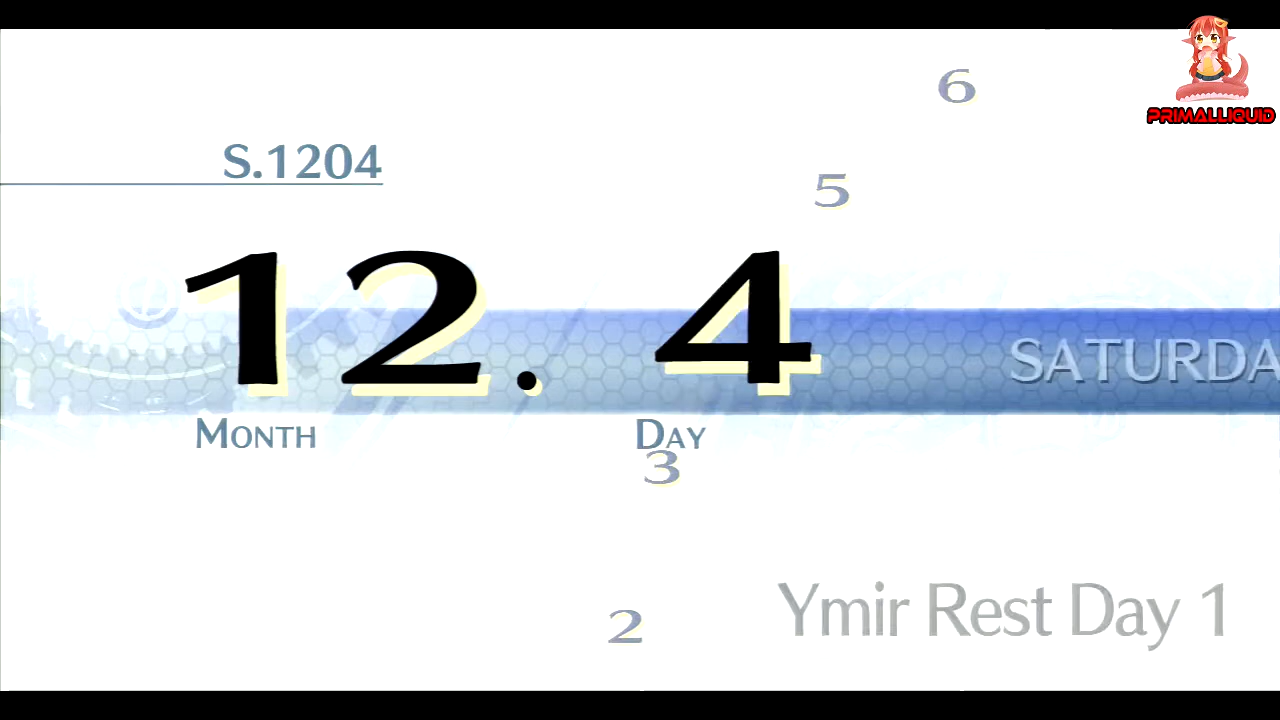 6
PRIMALLIQUID
S.1204
5
12. 4
SATURDA
MONTH DAY
3
Ymir Rest Day 1
2